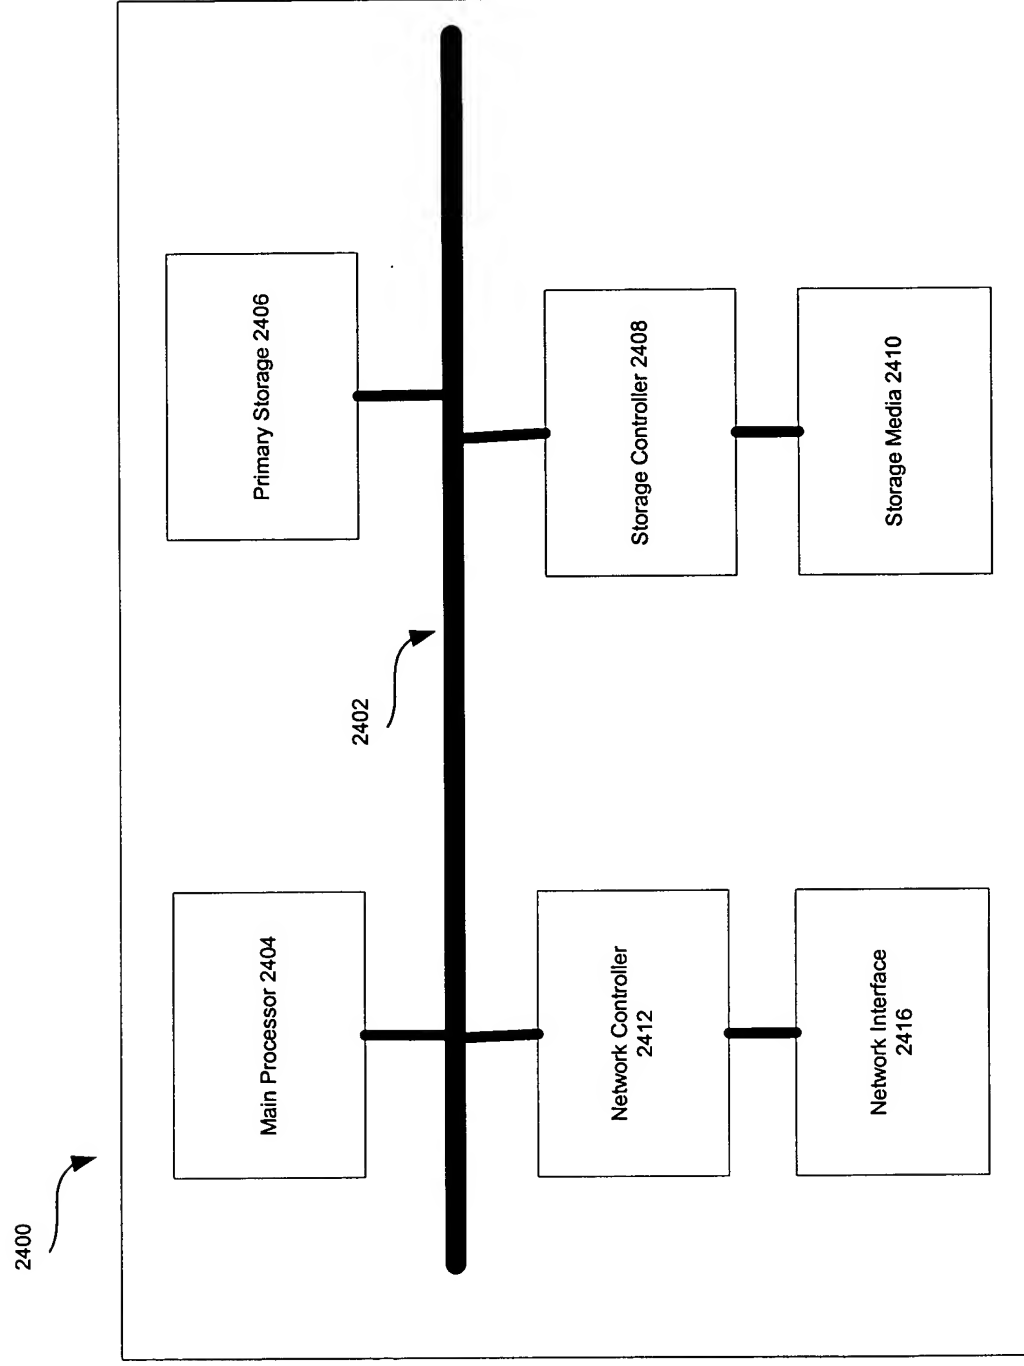 2400
Main Processor 2404
Primary Storage 2406
2402
Network Controller
2412
Storage Controller 2408
Network Interface
2416
Storage Media 2410